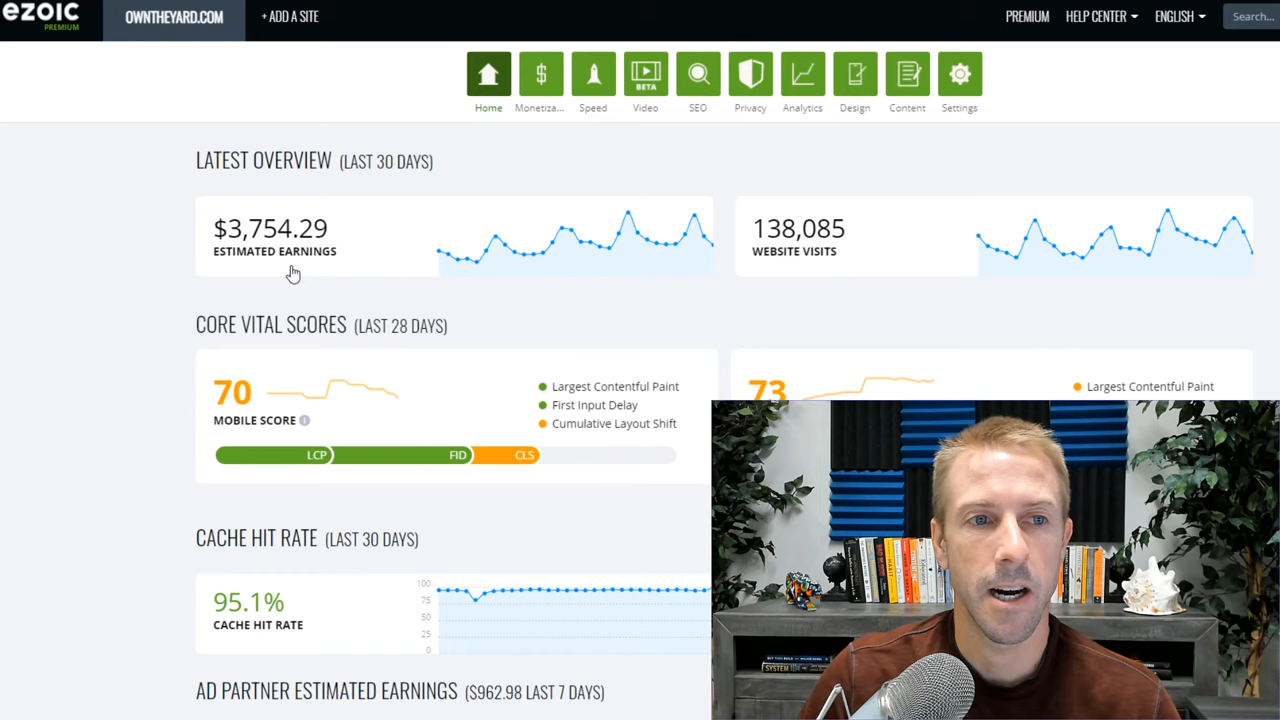 ezoic
PREMIUM
OWNTHEYARD.COM
+ ADD A SITE
PREMIUM
HELP CENTER
ENGLISH
Search...
BETA
Home
Monetiza...
Speed
Video
SEO
Privacy
Analytics
Design
Content
Settings
LATEST OVERVIEW (LAST 30 DAYS)
$3,754.29
ESTIMATED EARNINGS
138,085
WEBSITE VISITS
CORE VITAL SCORES (LAST 28 DAYS)
70
MOBILE SCORE
Largest Contentful Paint
First Input Delay
Cumulative Layout Shift
LCP
FID
CLS
73
Largest Contentful Paint
CACHE HIT RATE (LAST 30 DAYS)
95.1%
CACHE HIT RATE
100
75
50
25
0
AD PARTNER ESTIMATED EARNINGS ($962.98 LAST 7 DAYS)
SYSTEM